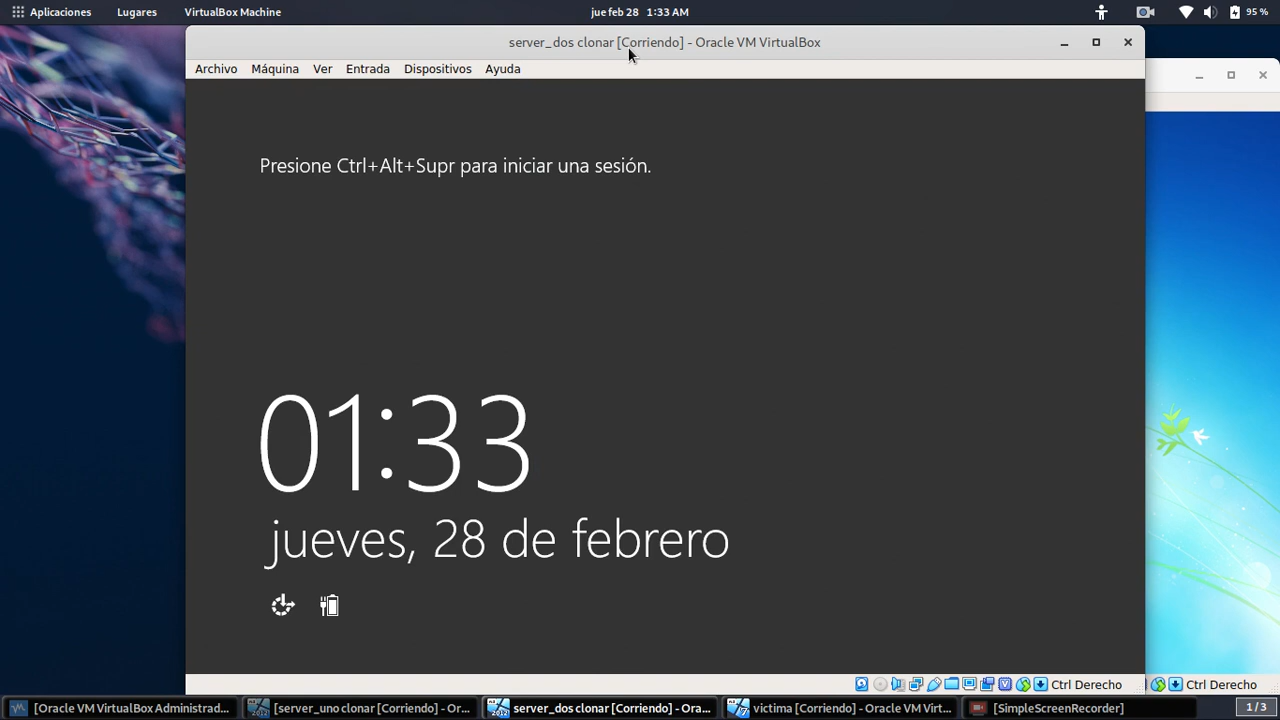 Aplicaciones Lugares VirtualBox Machine jue feb 28 1:33 AM 95 %
server_dos clonar [Corriendo] - Oracle VM VirtualBox
Archivo Máquina Ver Entrada Dispositivos Ayuda
Presione Ctrl+Alt+Supr para iniciar una sesión.
01:33
jueves, 28 de febrero
Ctrl Derecho Ctrl Derecho
[Oracle VM VirtualBox Administrad... [server_uno clonar [Corriendo] - Or... server_dos clonar [Corriendo] - Ora... victima [Corriendo] - Oracle VM Virt... [SimpleScreenRecorder] 1/3